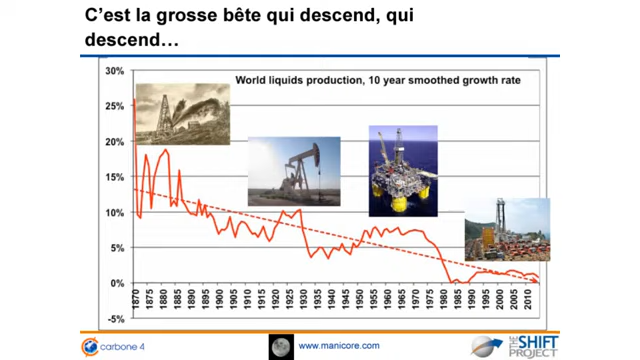 C'est la grosse bête qui descend, qui
descend…
World liquids production, 10 year smoothed growth rate
30%
25%
20%
15%
10%
5%
0%
-5%
1870 1875 1880 1885 1890 1895 1900 1905 1910 1915 1920 1925 1930 1935 1940 1945 1950 1955 1960 1965 1970 1975 1980 1985 1990 1995 2000 2005 2010
carbone 4
www.manicore.com
THE SHIFT
PROJECT